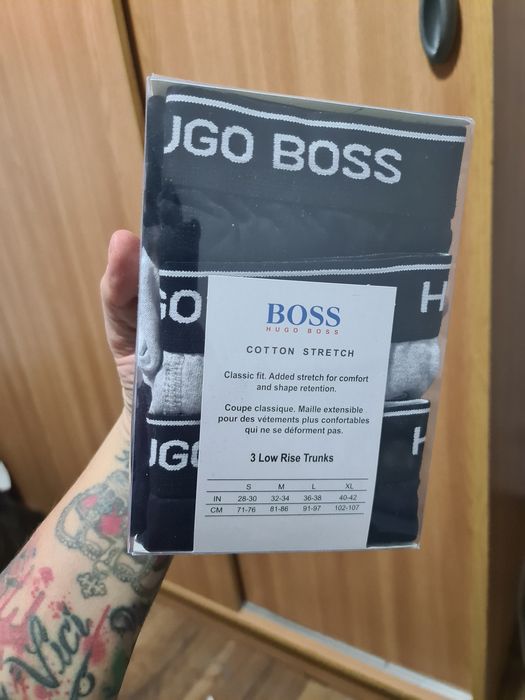 UGO BOSS
GO
H
BOSS
HUGO BOSS
COTTON STRETCH
Classic fit. Added stretch for comfort
and shape retention.
Coupe classique. Maille extensible
pour des vêtements plus confortables
qui ne se déforment pas.
3 Low Rise Trunks
S M L XL
IN 28-30 32-34 36-38 40-42
CM 71-76 81-86 91-97 102-107
UG
H
Vici